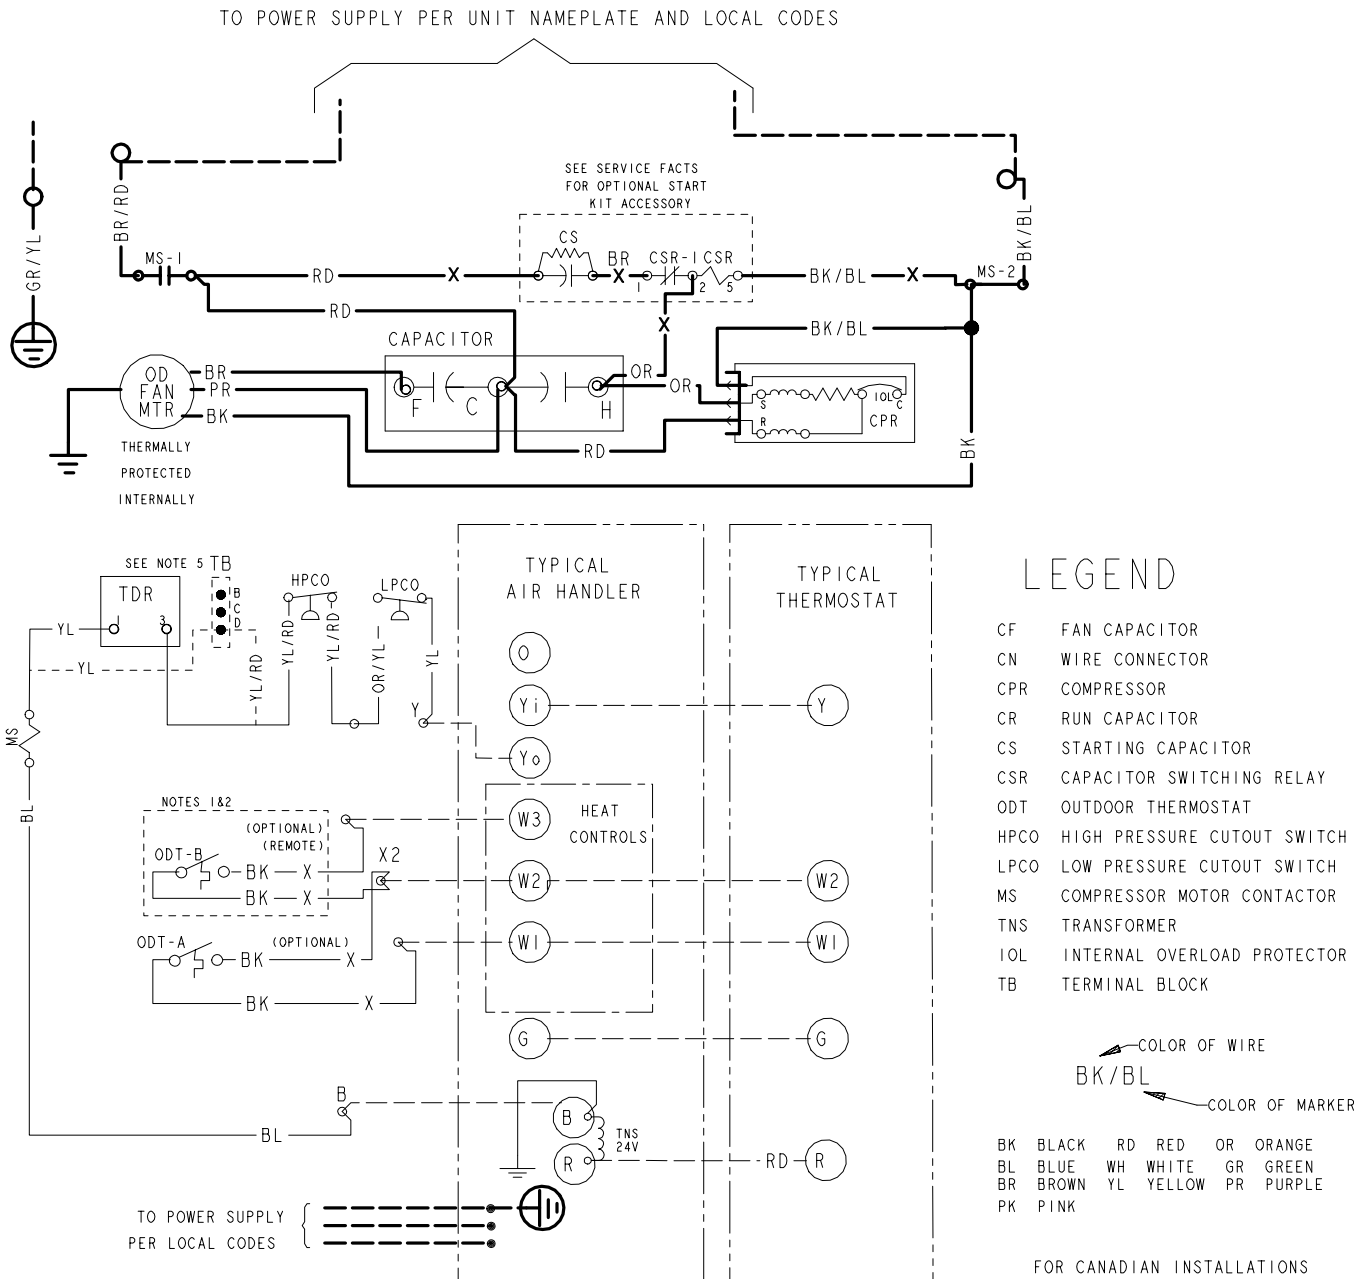 TO POWER SUPPLY PER UNIT NAMEPLATE AND LOCAL CODES
SEE SERVICE FACTS
FOR OPTIONAL START
KIT ACCESSORY
GR/YL
BR/RD
BK/BL
MS-1
RD
X
CS
BR
X
CSR-1
CSR
1
2
5
BK/BL
X
MS-2
RD
X
BK/BL
CAPACITOR
OD
FAN
MTR
BR
PR
BK
F
C
H
OR
OR
S
R
IOL
C
CPR
RD
BK
THERMALLY
PROTECTED
INTERNALLY
SEE NOTE 5
TB
TDR
1
3
B
C
D
HPCO
LPCO
YL
YL
YL/RD
YL/RD
YL/RD
OR/YL
YL
Y
MS
BL
TYPICAL
AIR HANDLER
TYPICAL
THERMOSTAT
O
Yi
Y
Yo
NOTES 1&2
(OPTIONAL)
(REMOTE)
ODT-B
BK
X
BK
X
X2
W3
HEAT
CONTROLS
W2
W2
ODT-A
(OPTIONAL)
BK
X
BK
X
W1
W1
G
G
B
BL
B
TNS
24V
R
RD
R
TO POWER SUPPLY
PER LOCAL CODES
LEGEND
CF FAN CAPACITOR
CN WIRE CONNECTOR
CPR COMPRESSOR
CR RUN CAPACITOR
CS STARTING CAPACITOR
CSR CAPACITOR SWITCHING RELAY
ODT OUTDOOR THERMOSTAT
HPCO HIGH PRESSURE CUTOUT SWITCH
LPCO LOW PRESSURE CUTOUT SWITCH
MS COMPRESSOR MOTOR CONTACTOR
TNS TRANSFORMER
IOL INTERNAL OVERLOAD PROTECTOR
TB TERMINAL BLOCK
COLOR OF WIRE
BK/BL
COLOR OF MARKER
BK BLACK RD RED OR ORANGE
BL BLUE WH WHITE GR GREEN
BR BROWN YL YELLOW PR PURPLE
PK PINK
FOR CANADIAN INSTALLATIONS